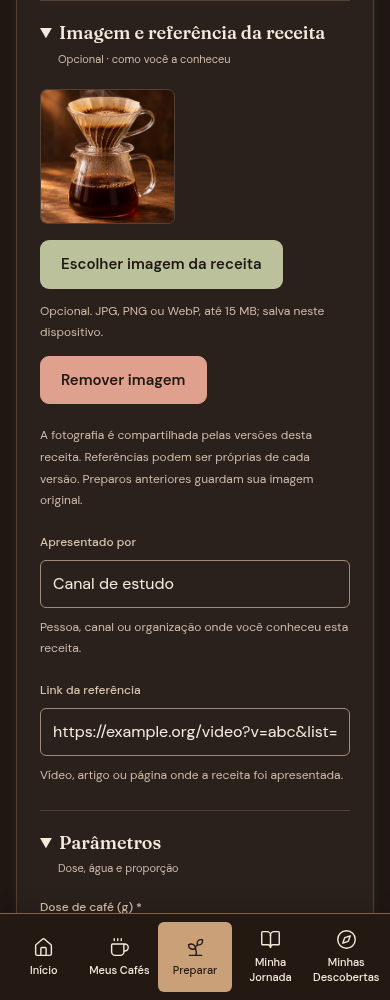 Imagem e referência da receita
Opcional · como você a conheceu
Escolher imagem da receita
Opcional. JPG, PNG ou WebP, até 15 MB; salva neste
dispositivo.
Remover imagem
A fotografia é compartilhada pelas versões desta
receita. Referências podem ser próprias de cada
versão. Preparos anteriores guardam sua imagem
original.
Apresentado por
Canal de estudo
Pessoa, canal ou organização onde você conheceu esta
receita.
Link da referência
https://example.org/video?v=abc&list=
Vídeo, artigo ou página onde a receita foi apresentada.
Parâmetros
Dose, água e proporção
Dose de café (g) *
Início
Meus Cafés
Preparar
Minha
Jornada
Minhas
Descobertas